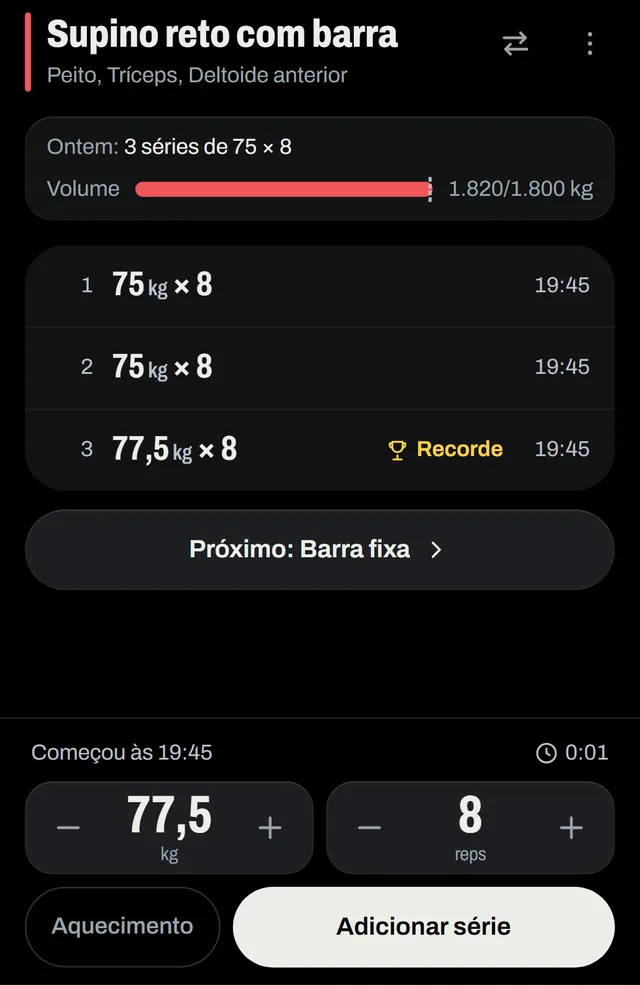 Supino reto com barra
Peito, Tríceps, Deltoide anterior
Ontem: 3 séries de 75 × 8
Volume 1.820/1.800 kg
1 75 kg × 8 19:45
2 75 kg × 8 19:45
3 77,5 kg × 8 Recorde 19:45
Próximo: Barra fixa
Começou às 19:45 0:01
− 77,5 + − 8 +
kg reps
Aquecimento Adicionar série